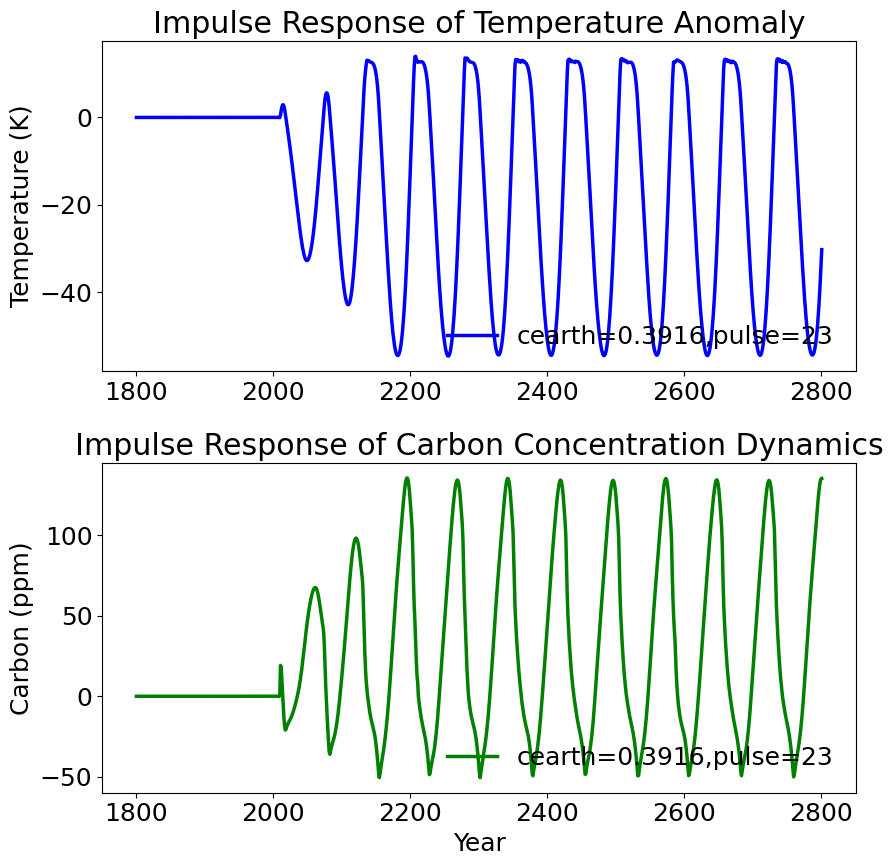 Impulse Response of Temperature Anomaly
Temperature (K)
0
−20
−40
cearth=0.3916,pulse=23
1800 2000 2200 2400 2600 2800
Impulse Response of Carbon Concentration Dynamics
Carbon (ppm)
100
50
0
−50
cearth=0.3916,pulse=23
1800 2000 2200 2400 2600 2800
Year